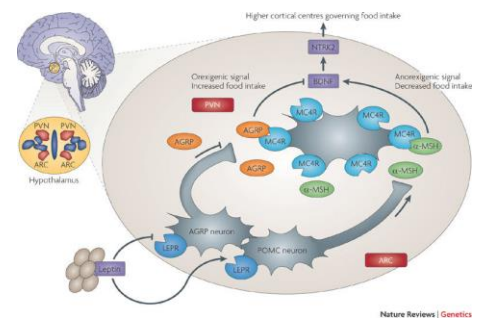 Higher cortical centres governing food intake
NTRK2
Orexigenic signal
Increased food intake
BDNF
Anorexigenic signal
Decreased food intake
PVN
MC4R
MC4R
AGRP
MC4R
MC4R
α-MSH
AGRP
AGRP
MC4R
MC4R
α-MSH
α-MSH
PVN PVN
ARC ARC
Hypothalamus
AGRP neuron
LEPR
POMC neuron
LEPR
Leptin
ARC
Nature Reviews | Genetics